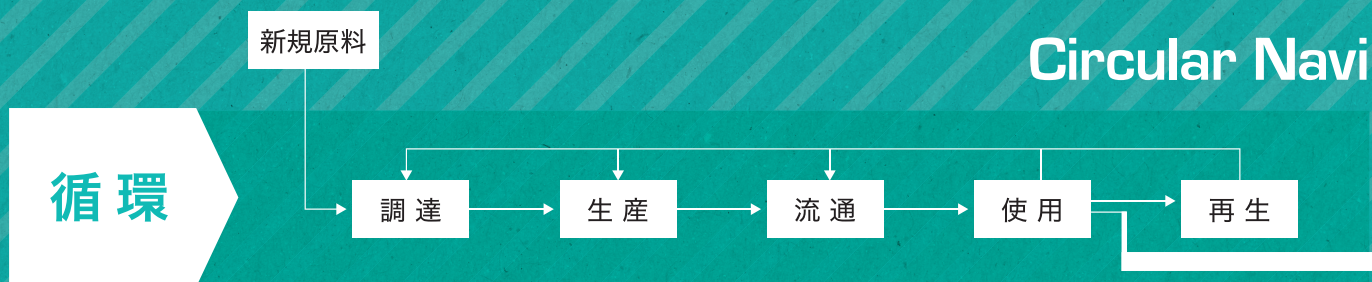 新規原料
Circular Navi
循環
調達
生産
流通
使用
再生